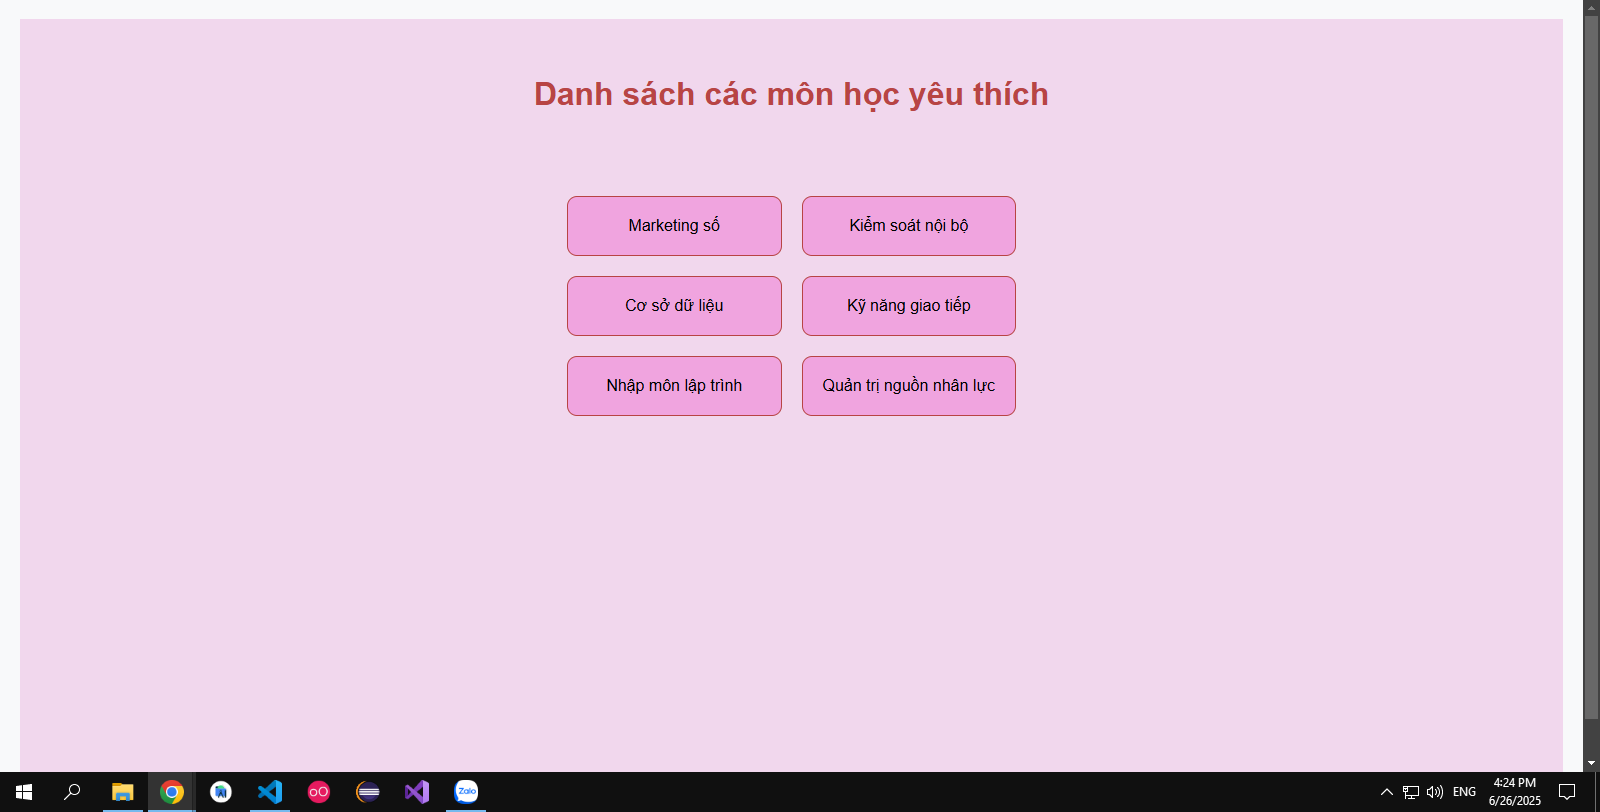 Danh sách các môn học yêu thích
Marketing số
Kiểm soát nội bộ
Cơ sở dữ liệu
Kỹ năng giao tiếp
Nhập môn lập trình
Quản trị nguồn nhân lực
Zalo
ENG
4:24 PM
6/26/2025